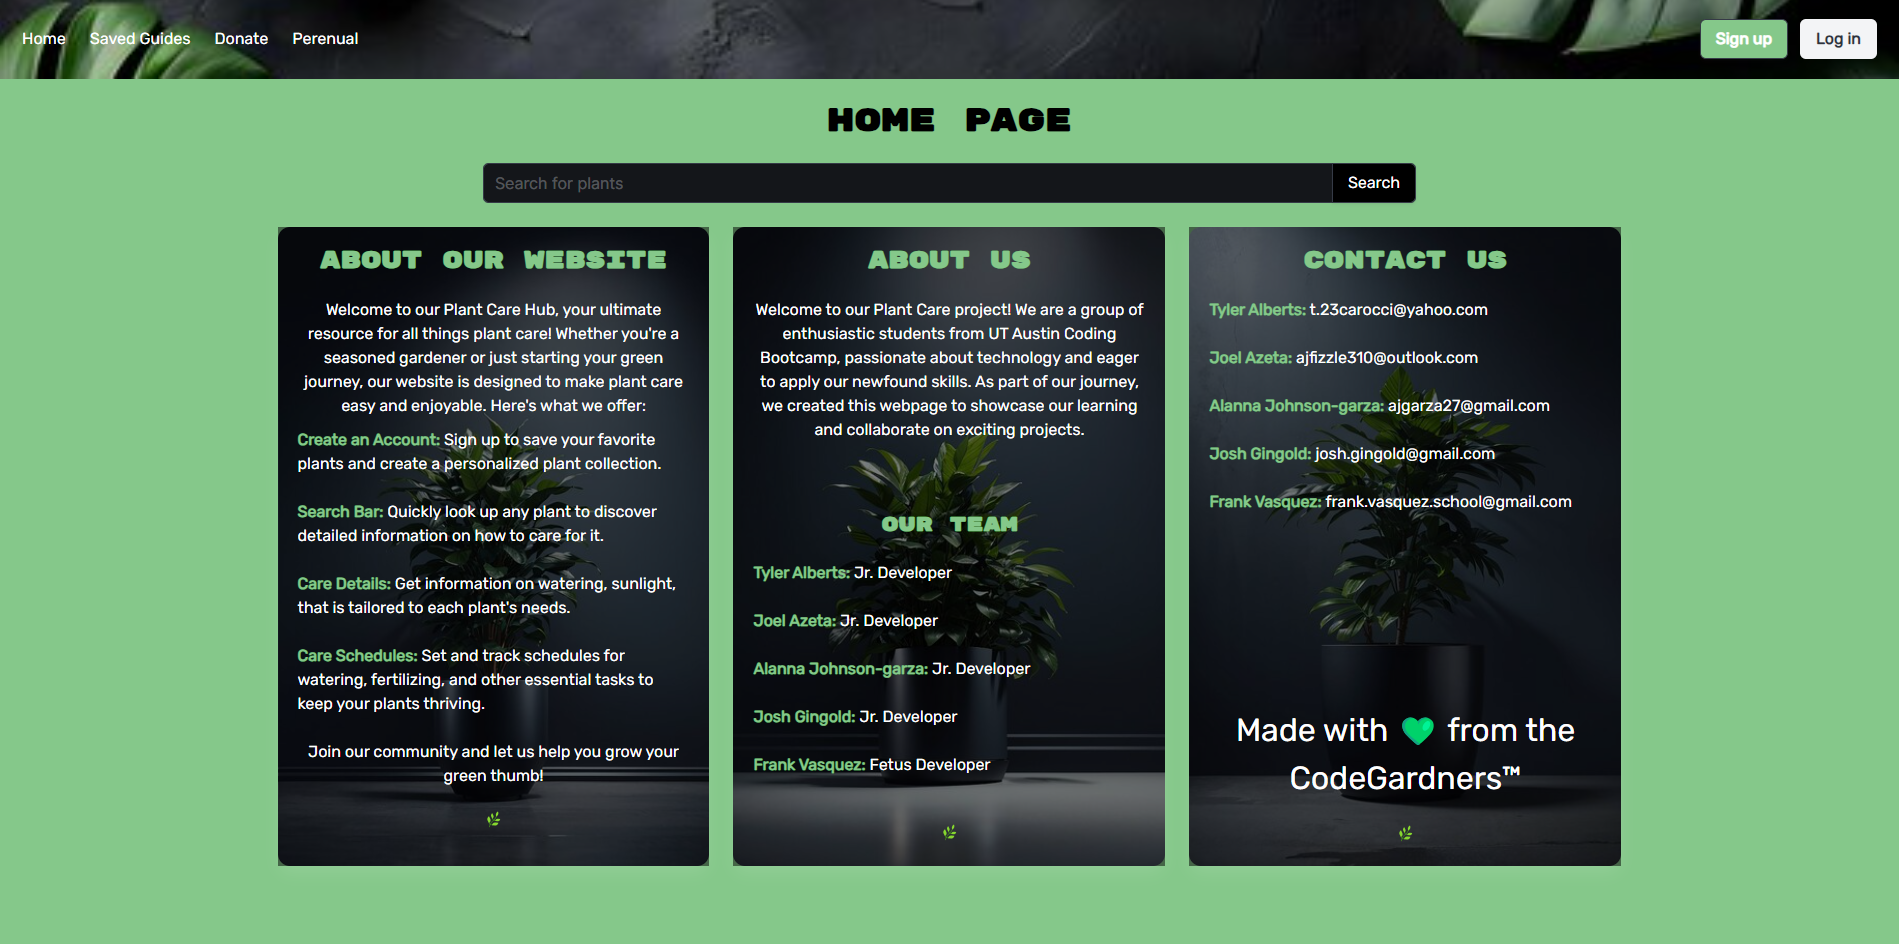 Home Saved Guides Donate Perenual Sign up Log in
HOME PAGE
Search for plants Search
ABOUT OUR WEBSITE
Welcome to our Plant Care Hub, your ultimate
resource for all things plant care! Whether you're a
seasoned gardener or just starting your green
journey, our website is designed to make plant care
easy and enjoyable. Here's what we offer:
Create an Account: Sign up to save your favorite
plants and create a personalized plant collection.
Search Bar: Quickly look up any plant to discover
detailed information on how to care for it.
Care Details: Get information on watering, sunlight,
that is tailored to each plant's needs.
Care Schedules: Set and track schedules for
watering, fertilizing, and other essential tasks to
keep your plants thriving.
Join our community and let us help you grow your
green thumb!
ABOUT US
Welcome to our Plant Care project! We are a group of
enthusiastic students from UT Austin Coding
Bootcamp, passionate about technology and eager
to apply our newfound skills. As part of our journey,
we created this webpage to showcase our learning
and collaborate on exciting projects.
OUR TEAM
Tyler Alberts: Jr. Developer
Joel Azeta: Jr. Developer
Alanna Johnson-garza: Jr. Developer
Josh Gingold: Jr. Developer
Frank Vasquez: Fetus Developer
CONTACT US
Tyler Alberts: t.23carocci@yahoo.com
Joel Azeta: ajfizzle310@outlook.com
Alanna Johnson-garza: ajgarza27@gmail.com
Josh Gingold: josh.gingold@gmail.com
Frank Vasquez: frank.vasquez.school@gmail.com
Made with 💚 from the
CodeGardners™